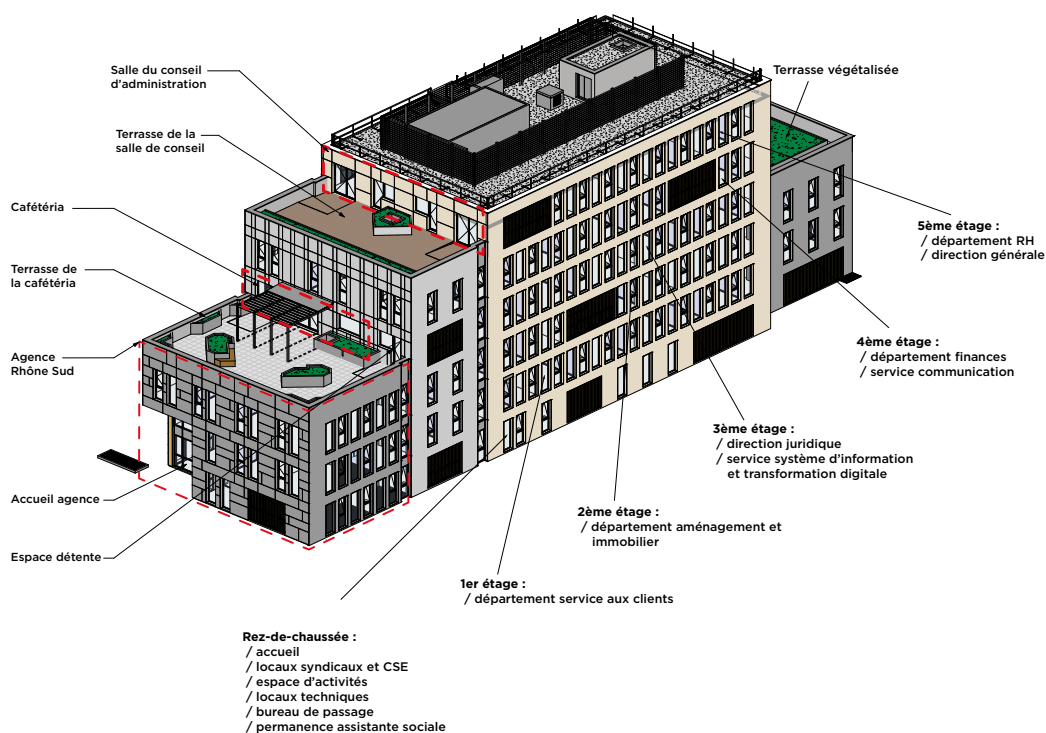 Salle du conseil
d'administration
Terrasse de la
salle de conseil
Cafétéria
Terrasse de
la cafétéria
Agence
Rhône Sud
Accueil agence
Espace détente
Terrasse végétalisée
5ème étage :
/ département RH
/ direction générale
4ème étage :
/ département finances
/ service communication
3ème étage :
/ direction juridique
/ service système d'information
et transformation digitale
2ème étage :
/ département aménagement et
immobilier
1er étage :
/ département service aux clients
Rez-de-chaussée :
/ accueil
/ locaux syndicaux et CSE
/ espace d'activités
/ locaux techniques
/ bureau de passage
/ permanence assistante sociale